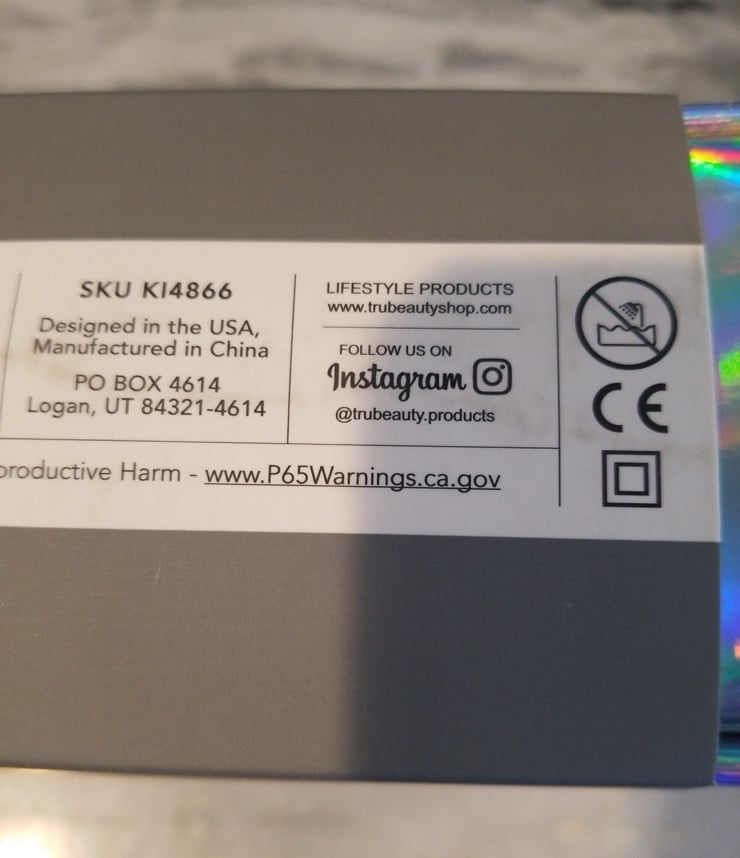 SKU KI4866
Designed in the USA,
Manufactured in China
PO BOX 4614
Logan, UT 84321-4614
LIFESTYLE PRODUCTS
www.trubeautyshop.com
FOLLOW US ON
Instagram
@trubeauty.products
CE
productive Harm - www.P65Warnings.ca.gov